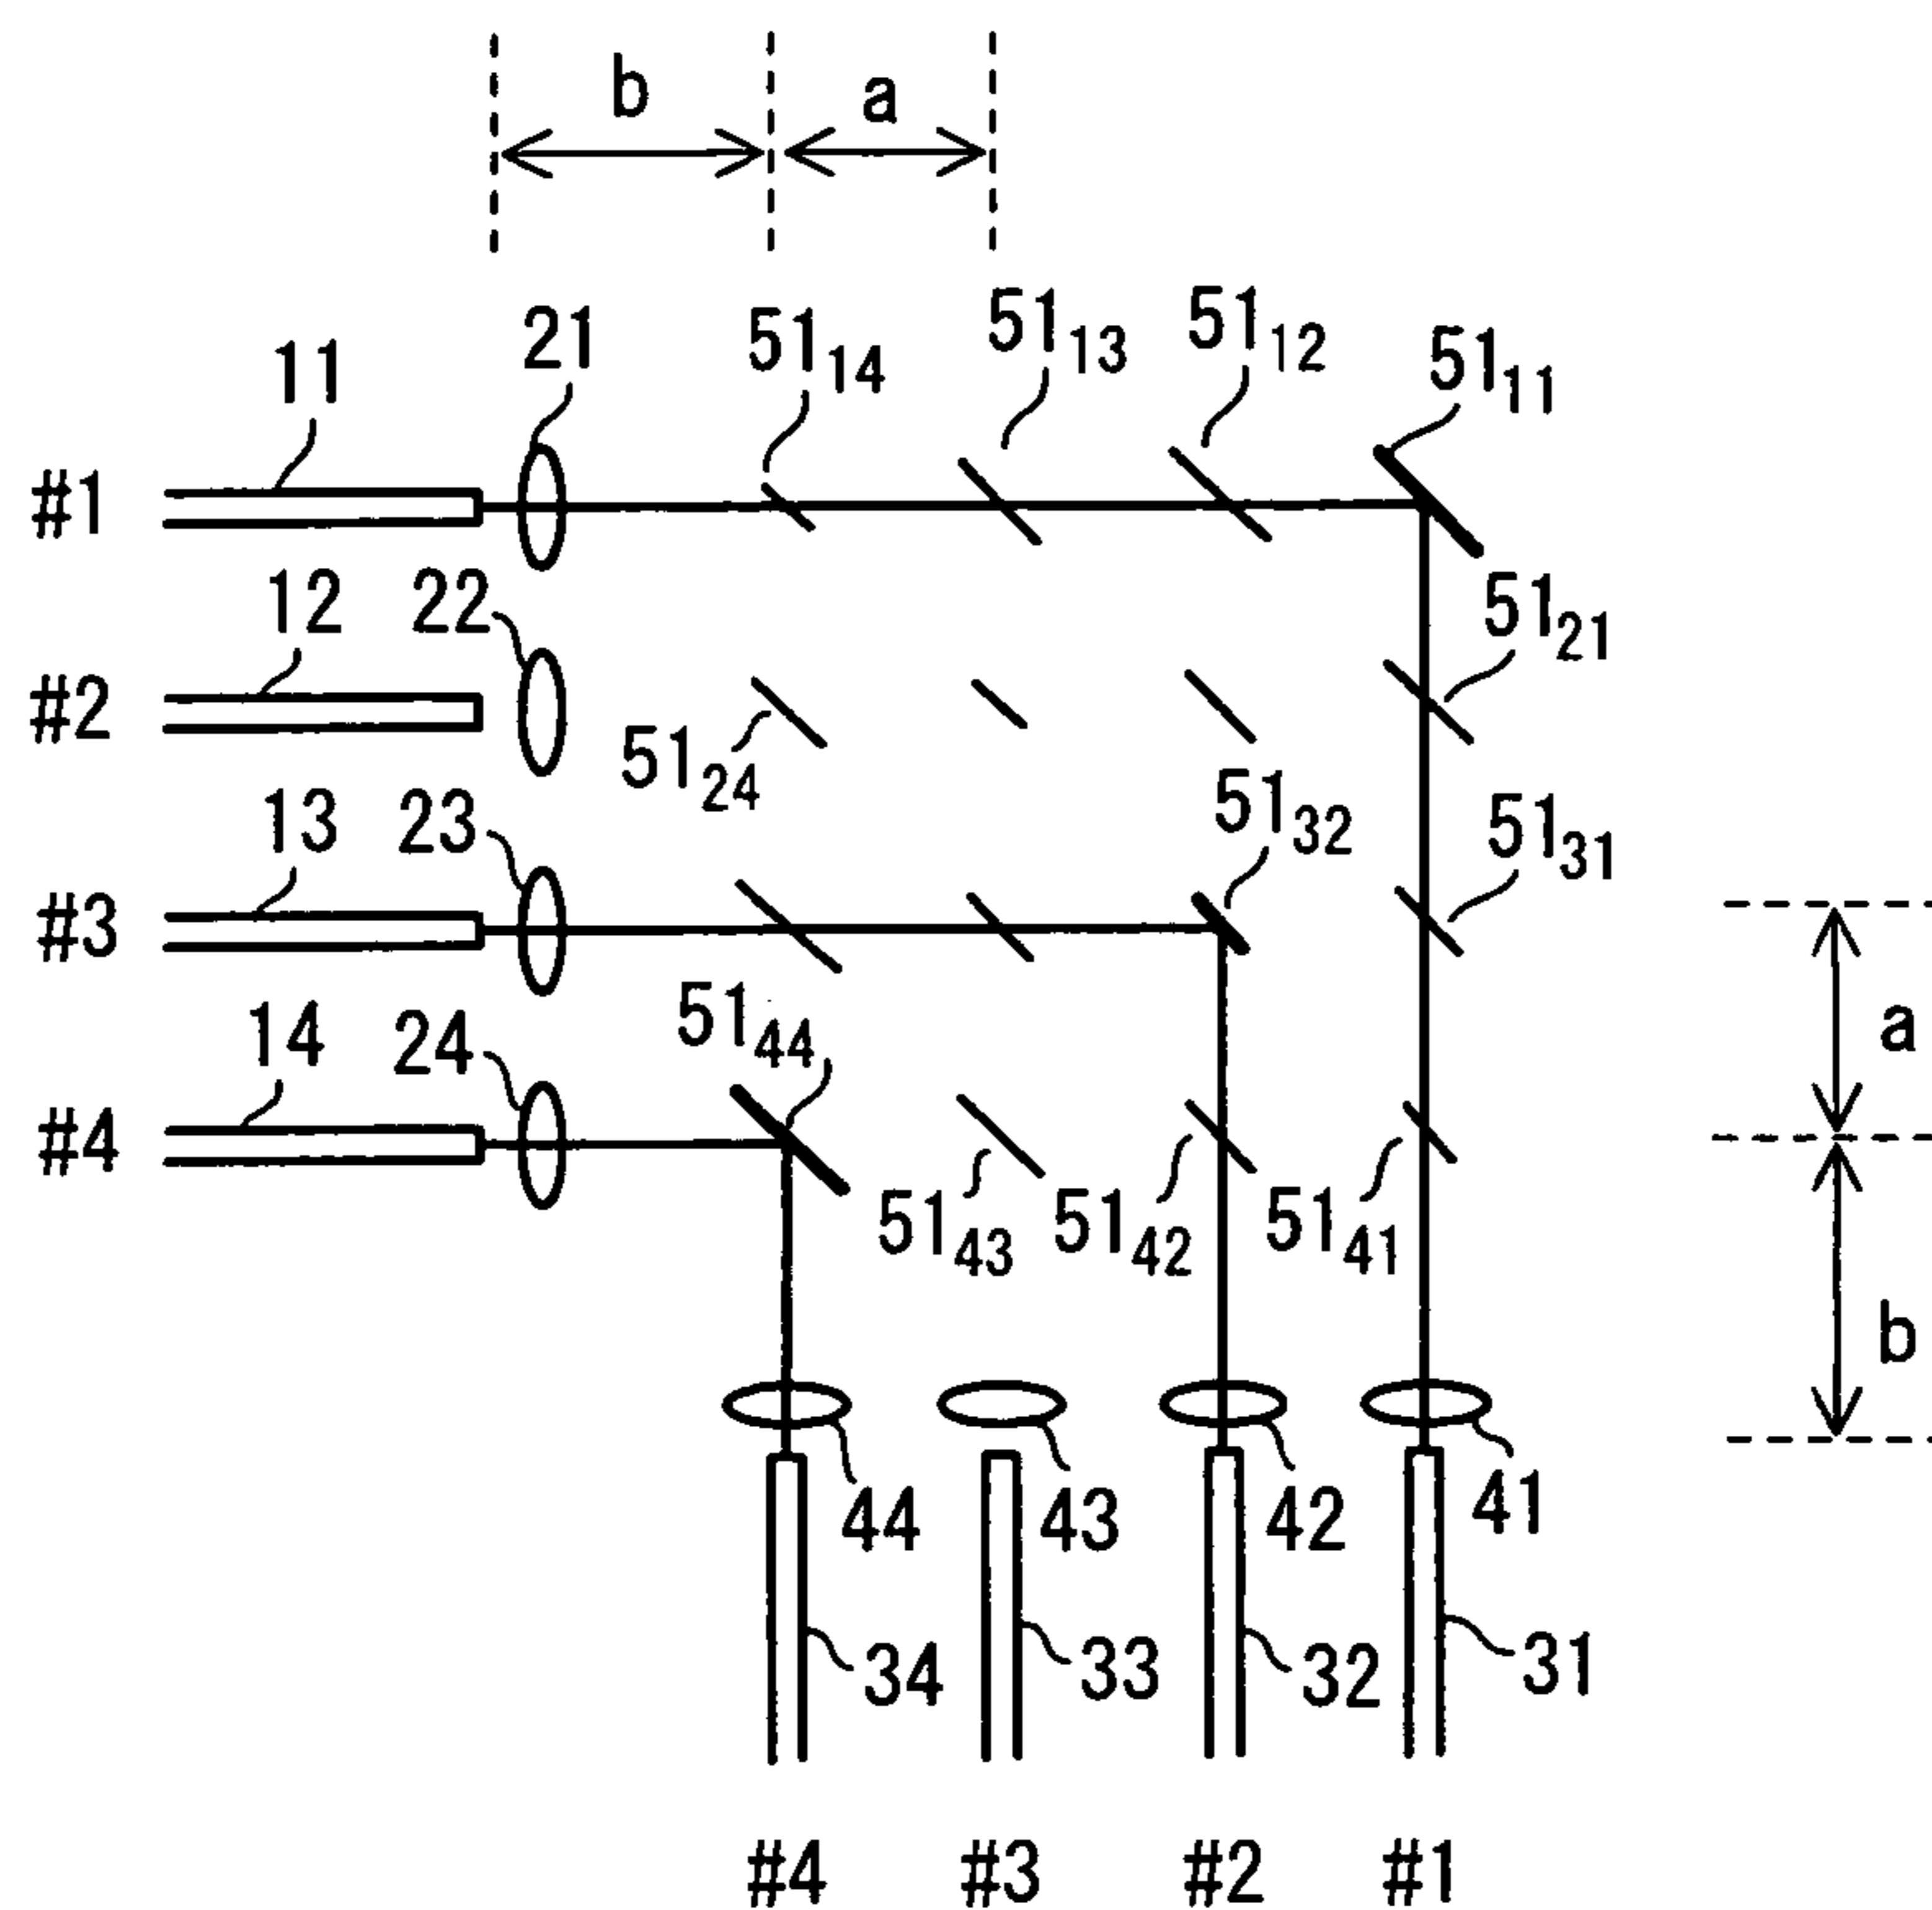 b a
21 51₁₄ 51₁₃ 51₁₂ 51₁₁
11
#1
12 22 51₂₁
#2
51₂₄
13 23 51₃₂ 51₃₁
#3
14 24 51₄₄ a
#4
51₄₃ 51₄₂ 51₄₁
b
44 43 42 41
34 33 32 31
#4 #3 #2 #1